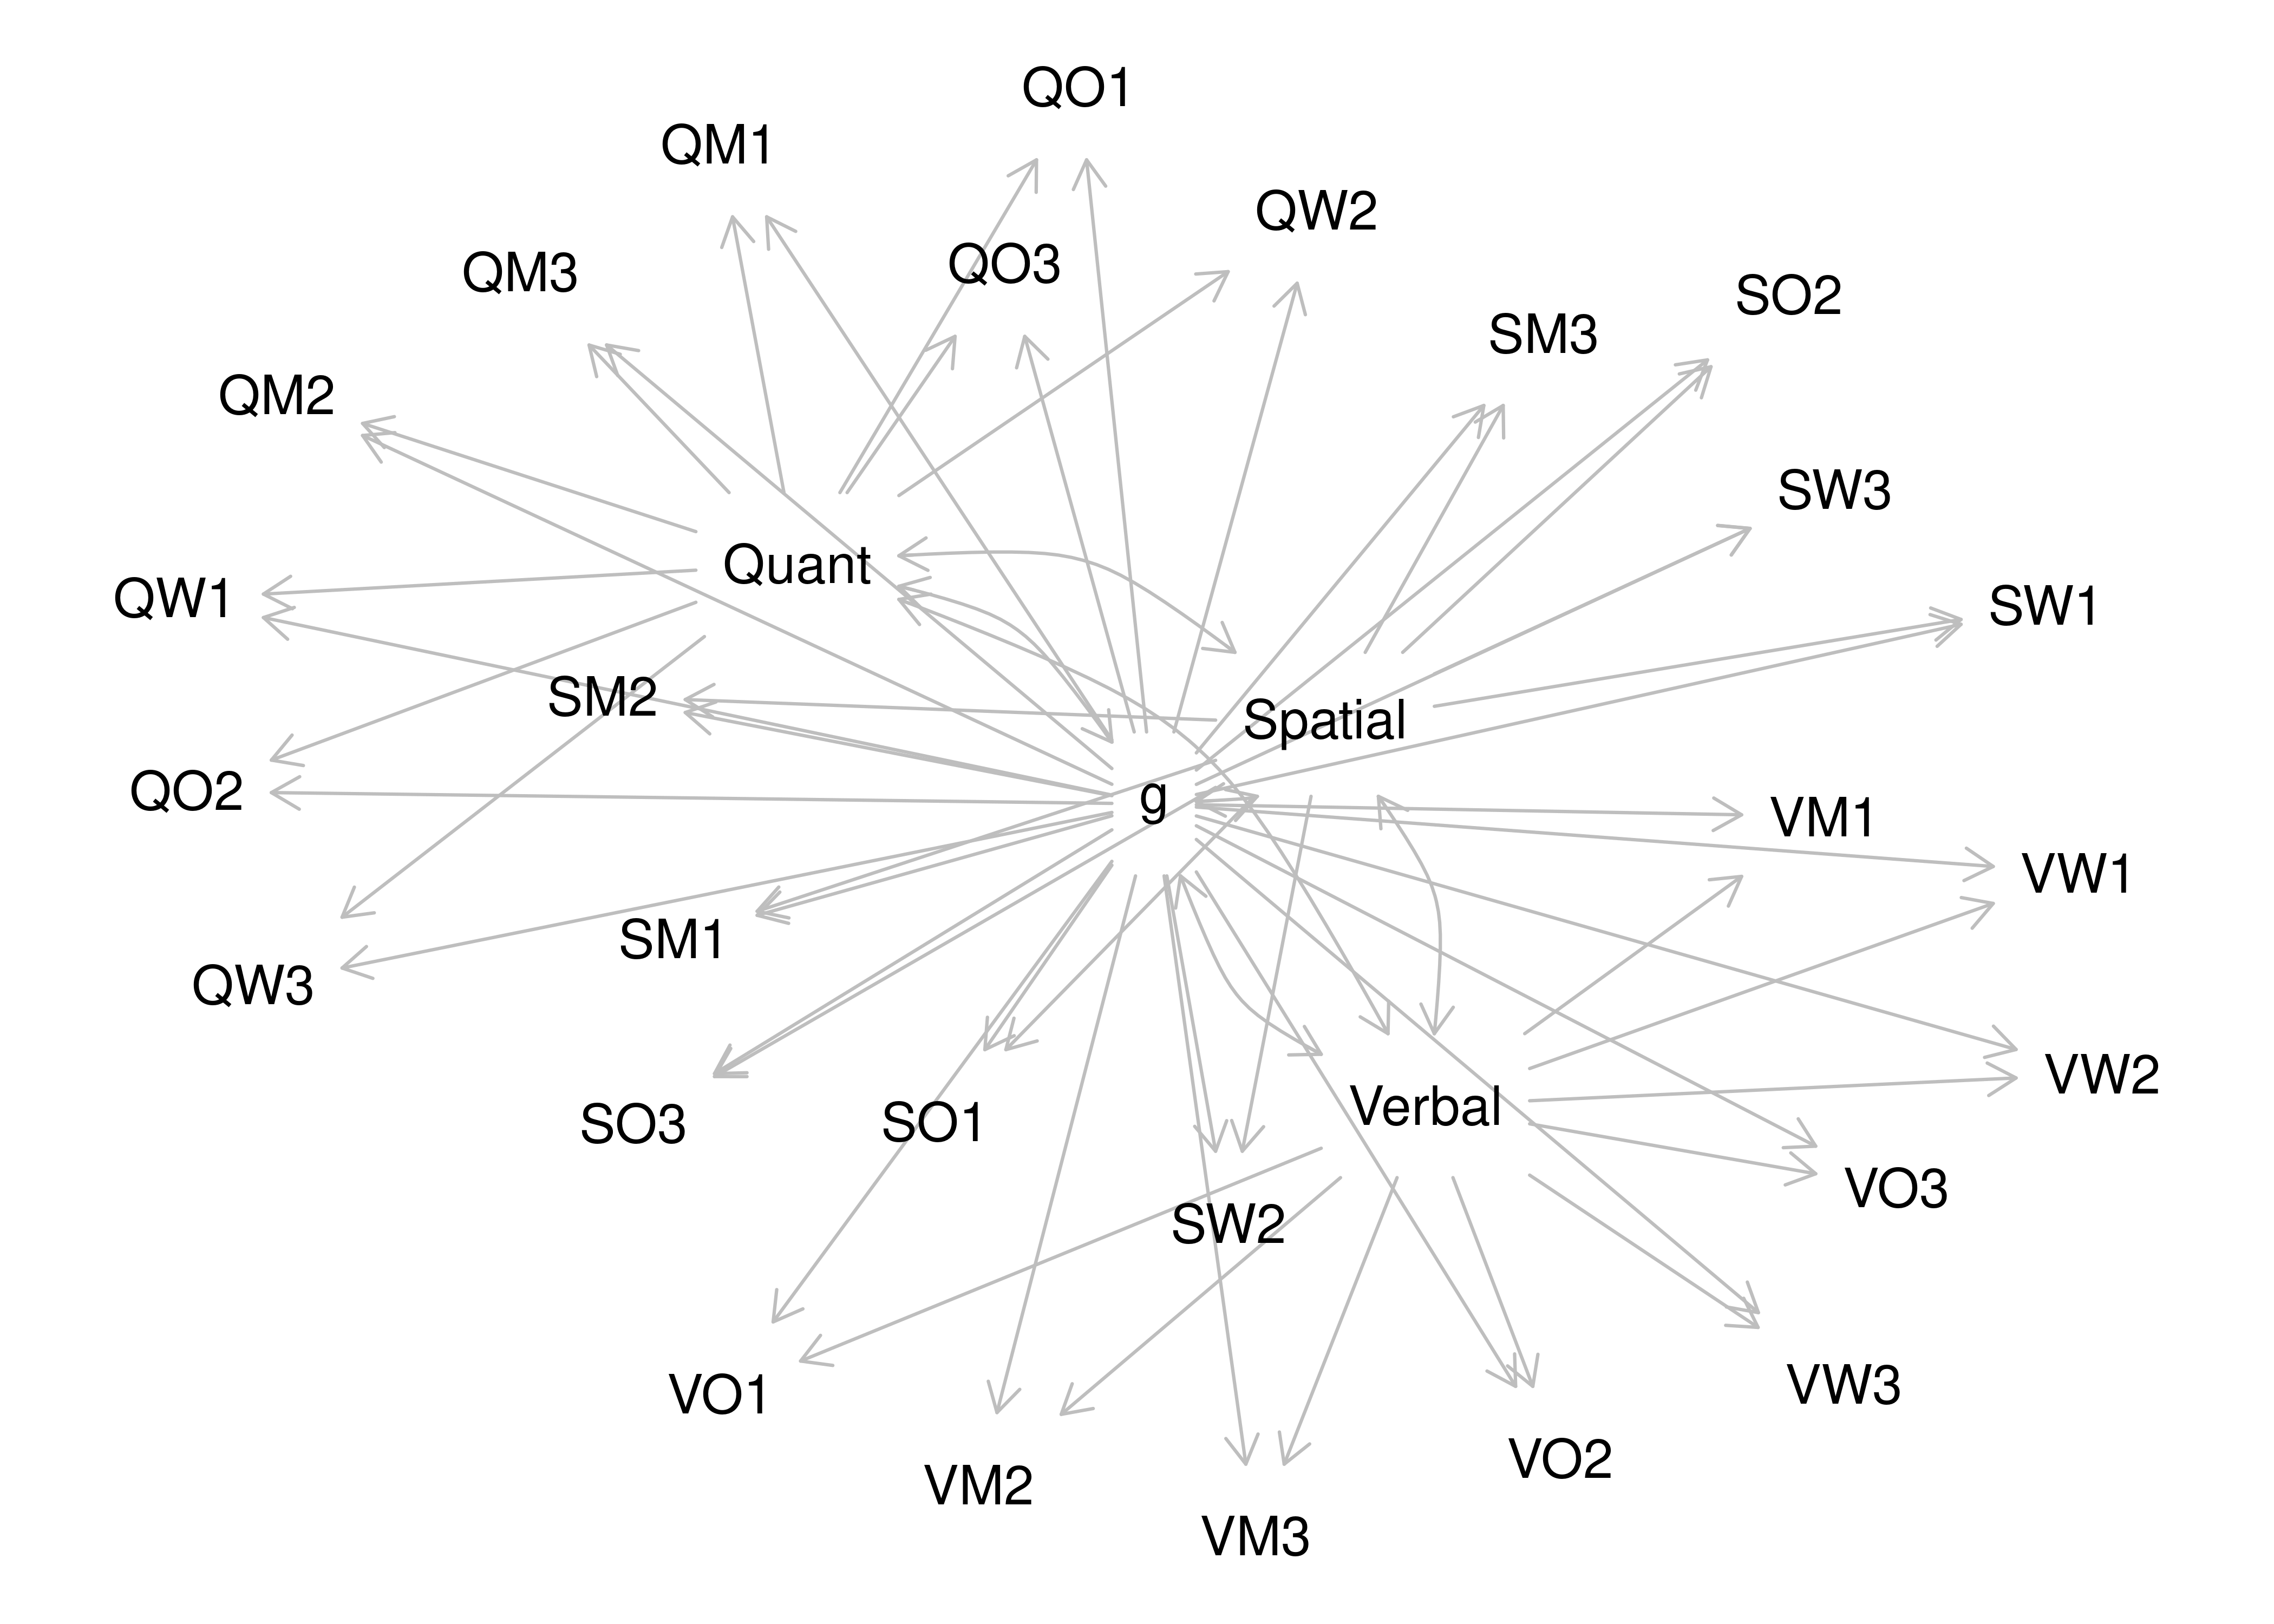 QO1
QM1
QW2
QO3
QM3
SO2
SM3
QM2
SW3
Quant
QW1
SW1
SM2
Spatial
QO2
g
VM1
VW1
SM1
QW3
VW2
Verbal
SO3
SO1
VO3
SW2
VW3
VO1
VO2
VM2
VM3